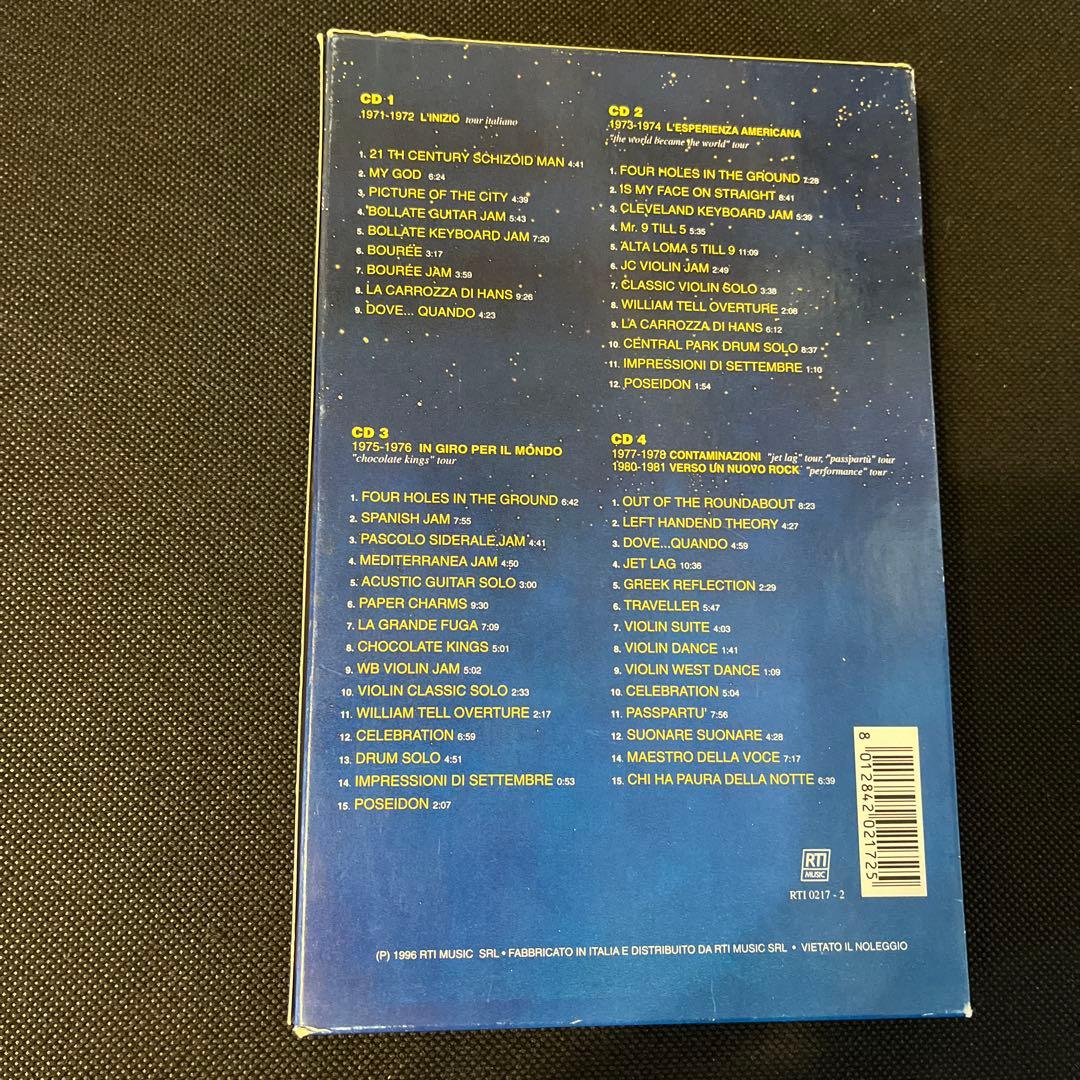 CD 1
1971-1972 L'INIZIO tour italiano
1. 21 TH CENTURY SCHIZOID MAN 4:41
2. MY GOD 6:24
3. PICTURE OF THE CITY 4:39
4. BOLLATE GUITAR JAM 5:43
5. BOLLATE KEYBOARD JAM 7:20
6. BOURÉE 3:17
7. BOURÉE JAM 3:59
8. LA CARROZZA DI HANS 9:26
9. DOVE... QUANDO 4:23
CD 2
1973-1974 L'ESPERIENZA AMERICANA
"the world became the world" tour
1. FOUR HOLES IN THE GROUND 7:28
2. IS MY FACE ON STRAIGHT 8:41
3. CLEVELAND KEYBOARD JAM 5:39
4. Mr. 9 TILL 5 5:35
5. ALTA LOMA 5 TILL 9 11:09
6. JC VIOLIN JAM 2:49
7. CLASSIC VIOLIN SOLO 3:38
8. WILLIAM TELL OVERTURE 2:08
9. LA CARROZZA DI HANS 6:12
10. CENTRAL PARK DRUM SOLO 8:37
11. IMPRESSIONI DI SETTEMBRE 1:10
12. POSEIDON 1:54
CD 3
1975-1976 IN GIRO PER IL MONDO
"chocolate kings" tour
1. FOUR HOLES IN THE GROUND 6:42
2. SPANISH JAM 7:55
3. PASCOLO SIDERALE JAM 4:41
4. MEDITERRANEA JAM 4:50
5. ACUSTIC GUITAR SOLO 3:00
6. PAPER CHARMS 9:30
7. LA GRANDE FUGA 7:09
8. CHOCOLATE KINGS 5:01
9. WB VIOLIN JAM 5:02
10. VIOLIN CLASSIC SOLO 2:33
11. WILLIAM TELL OVERTURE 2:17
12. CELEBRATION 6:59
13. DRUM SOLO 4:51
14. IMPRESSIONI DI SETTEMBRE 0:53
15. POSEIDON 2:07
CD 4
1977-1978 CONTAMINAZIONI "jet lag" tour, "passpartù" tour
1980-1981 VERSO UN NUOVO ROCK "performance" tour
1. OUT OF THE ROUNDABOUT 8:23
2. LEFT HANDEND THEORY 4:27
3. DOVE...QUANDO 4:59
4. JET LAG 10:36
5. GREEK REFLECTION 2:29
6. TRAVELLER 5:47
7. VIOLIN SUITE 4:03
8. VIOLIN DANCE 1:41
9. VIOLIN WEST DANCE 1:09
10. CELEBRATION 5:04
11. PASSPARTU' 7:56
12. SUONARE SUONARE 4:28
14. MAESTRO DELLA VOCE 7:17
15. CHI HA PAURA DELLA NOTTE 6:39
8 012842 021725
RTI
MUSIC
RTI 0217 - 2
(P) 1996 RTI MUSIC SRL • FABBRICATO IN ITALIA E DISTRIBUITO DA RTI MUSIC SRL • VIETATO IL NOLEGGIO